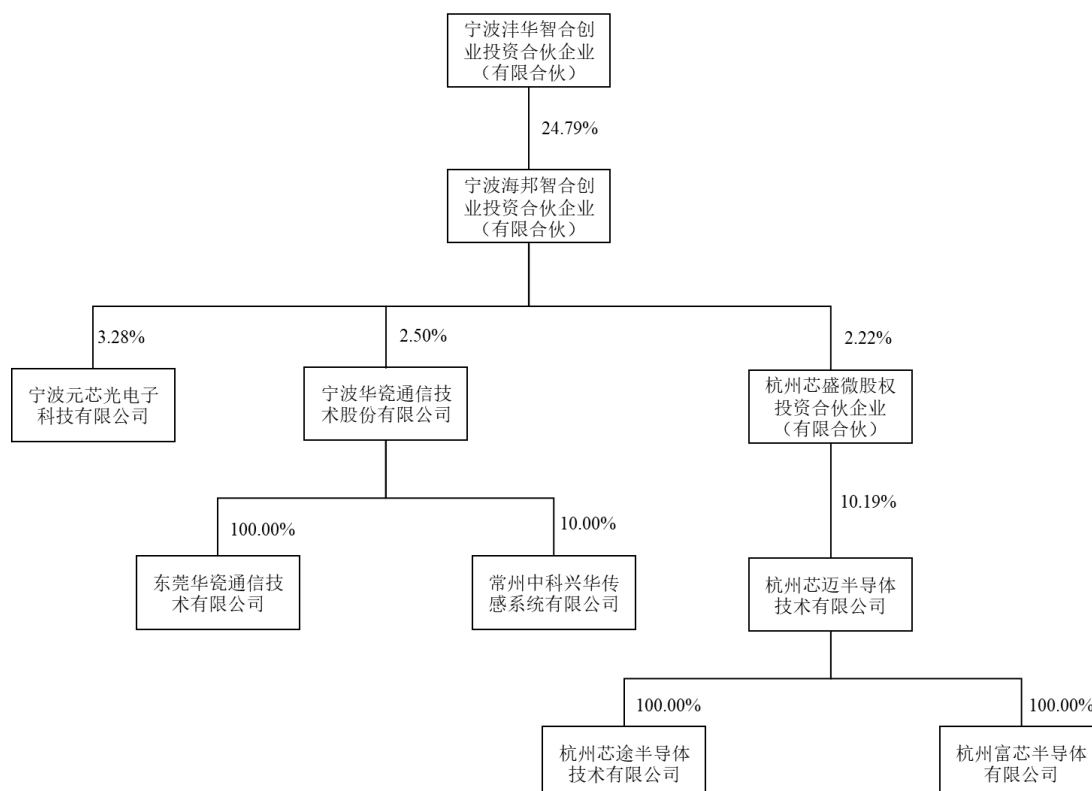 宁波沣华智合创
业投资合伙企业
（有限合伙）
24.79%
宁波海邦智合创
业投资合伙企业
（有限合伙）
3.28%
2.50%
2.22%
宁波元芯光电子
科技有限公司
宁波华瓷通信技
术股份有限公司
杭州芯盛微股权
投资合伙企业
（有限合伙）
100.00%
10.00%
10.19%
东莞华瓷通信技
术有限公司
常州中科兴华传
感系统有限公司
杭州芯迈半导体
技术有限公司
100.00%
100.00%
杭州芯途半导体
技术有限公司
杭州富芯半导体
有限公司